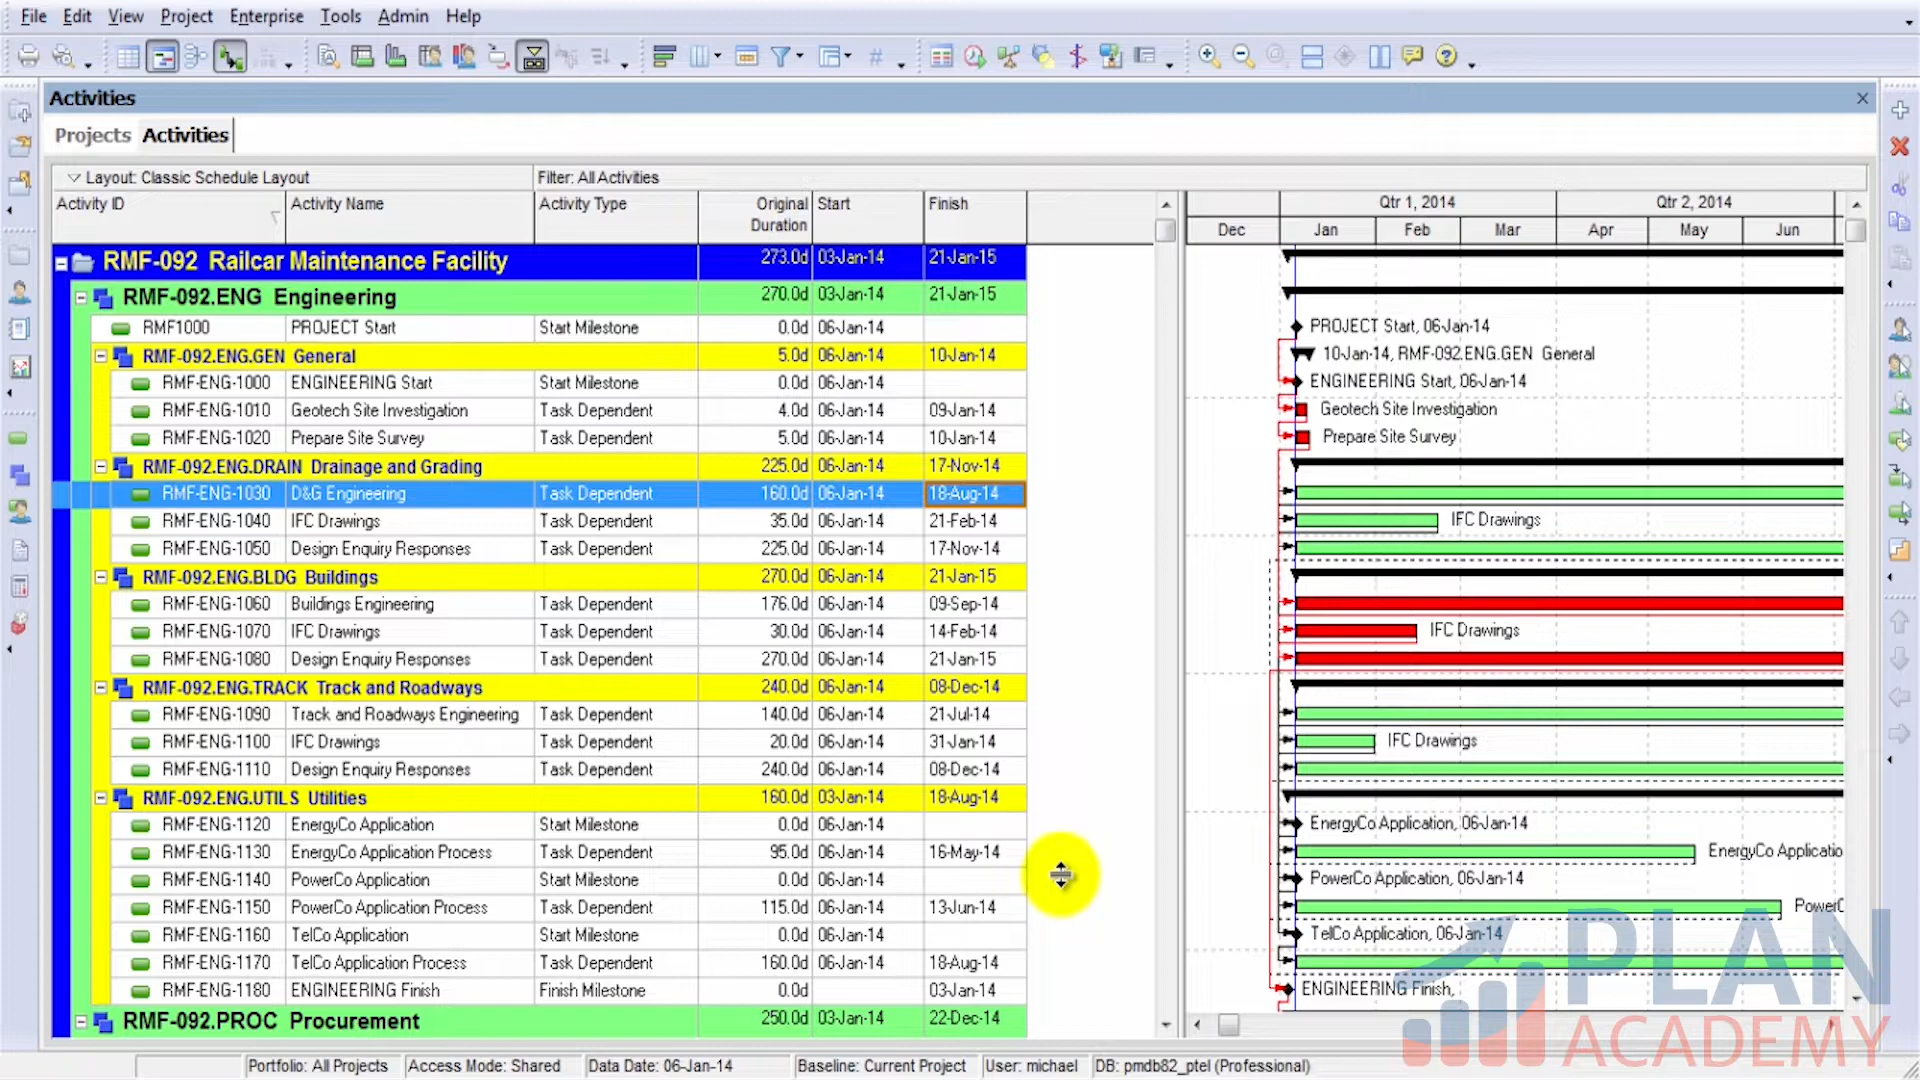 File Edit View Project Enterprise Tools Admin Help
Activities
Projects Activities
Layout: Classic Schedule Layout Filter: All Activities
Activity ID Activity Name Activity Type Original Duration Start Finish
Qtr 1, 2014 Qtr 2, 2014
Dec Jan Feb Mar Apr May Jun
RMF-092 Railcar Maintenance Facility 273.0d 03-Jan-14 21-Jan-15
RMF-092.ENG Engineering 270.0d 03-Jan-14 21-Jan-15
RMF1000 PROJECT Start Start Milestone 0.0d 06-Jan-14 PROJECT Start, 06-Jan-14
RMF-092.ENG.GEN General 5.0d 06-Jan-14 10-Jan-14 10-Jan-14, RMF-092.ENG.GEN General
RMF-ENG-1000 ENGINEERING Start Start Milestone 0.0d 06-Jan-14 ENGINEERING Start, 06-Jan-14
RMF-ENG-1010 Geotech Site Investigation Task Dependent 4.0d 06-Jan-14 09-Jan-14 Geotech Site Investigation
RMF-ENG-1020 Prepare Site Survey Task Dependent 5.0d 06-Jan-14 10-Jan-14 Prepare Site Survey
RMF-092.ENG.DRAIN Drainage and Grading 225.0d 06-Jan-14 17-Nov-14
RMF-ENG-1030 D&G Engineering Task Dependent 160.0d 06-Jan-14 18-Aug-14
RMF-ENG-1040 IFC Drawings Task Dependent 35.0d 06-Jan-14 21-Feb-14 IFC Drawings
RMF-ENG-1050 Design Enquiry Responses Task Dependent 225.0d 06-Jan-14 17-Nov-14
RMF-092.ENG.BLDG Buildings 270.0d 06-Jan-14 21-Jan-15
RMF-ENG-1060 Buildings Engineering Task Dependent 176.0d 06-Jan-14 09-Sep-14
RMF-ENG-1070 IFC Drawings Task Dependent 30.0d 06-Jan-14 14-Feb-14 IFC Drawings
RMF-ENG-1080 Design Enquiry Responses Task Dependent 270.0d 06-Jan-14 21-Jan-15
RMF-092.ENG.TRACK Track and Roadways 240.0d 06-Jan-14 08-Dec-14
RMF-ENG-1090 Track and Roadways Engineering Task Dependent 140.0d 06-Jan-14 21-Jul-14
RMF-ENG-1100 IFC Drawings Task Dependent 20.0d 06-Jan-14 31-Jan-14 IFC Drawings
RMF-ENG-1110 Design Enquiry Responses Task Dependent 240.0d 06-Jan-14 08-Dec-14
RMF-092.ENG.UTILS Utilities 160.0d 03-Jan-14 18-Aug-14
RMF-ENG-1120 EnergyCo Application Start Milestone 0.0d 06-Jan-14 EnergyCo Application, 06-Jan-14
RMF-ENG-1130 EnergyCo Application Process Task Dependent 95.0d 06-Jan-14 16-May-14 EnergyCo Applicatio
RMF-ENG-1140 PowerCo Application Start Milestone 0.0d 06-Jan-14 PowerCo Application, 06-Jan-14
RMF-ENG-1150 PowerCo Application Process Task Dependent 115.0d 06-Jan-14 13-Jun-14 PowerC
RMF-ENG-1160 TelCo Application Start Milestone 0.0d 06-Jan-14 TelCo Application, 06-Jan-14
RMF-ENG-1170 TelCo Application Process Task Dependent 160.0d 06-Jan-14 18-Aug-14
RMF-ENG-1180 ENGINEERING Finish Finish Milestone 0.0d 03-Jan-14 ENGINEERING Finish,
RMF-092.PROC Procurement 250.0d 03-Jan-14 22-Dec-14
PLAN
ACADEMY
Portfolio: All Projects Access Mode: Shared Data Date: 06-Jan-14 Baseline: Current Project User: michael DB: pmdb82_ptel (Professional)